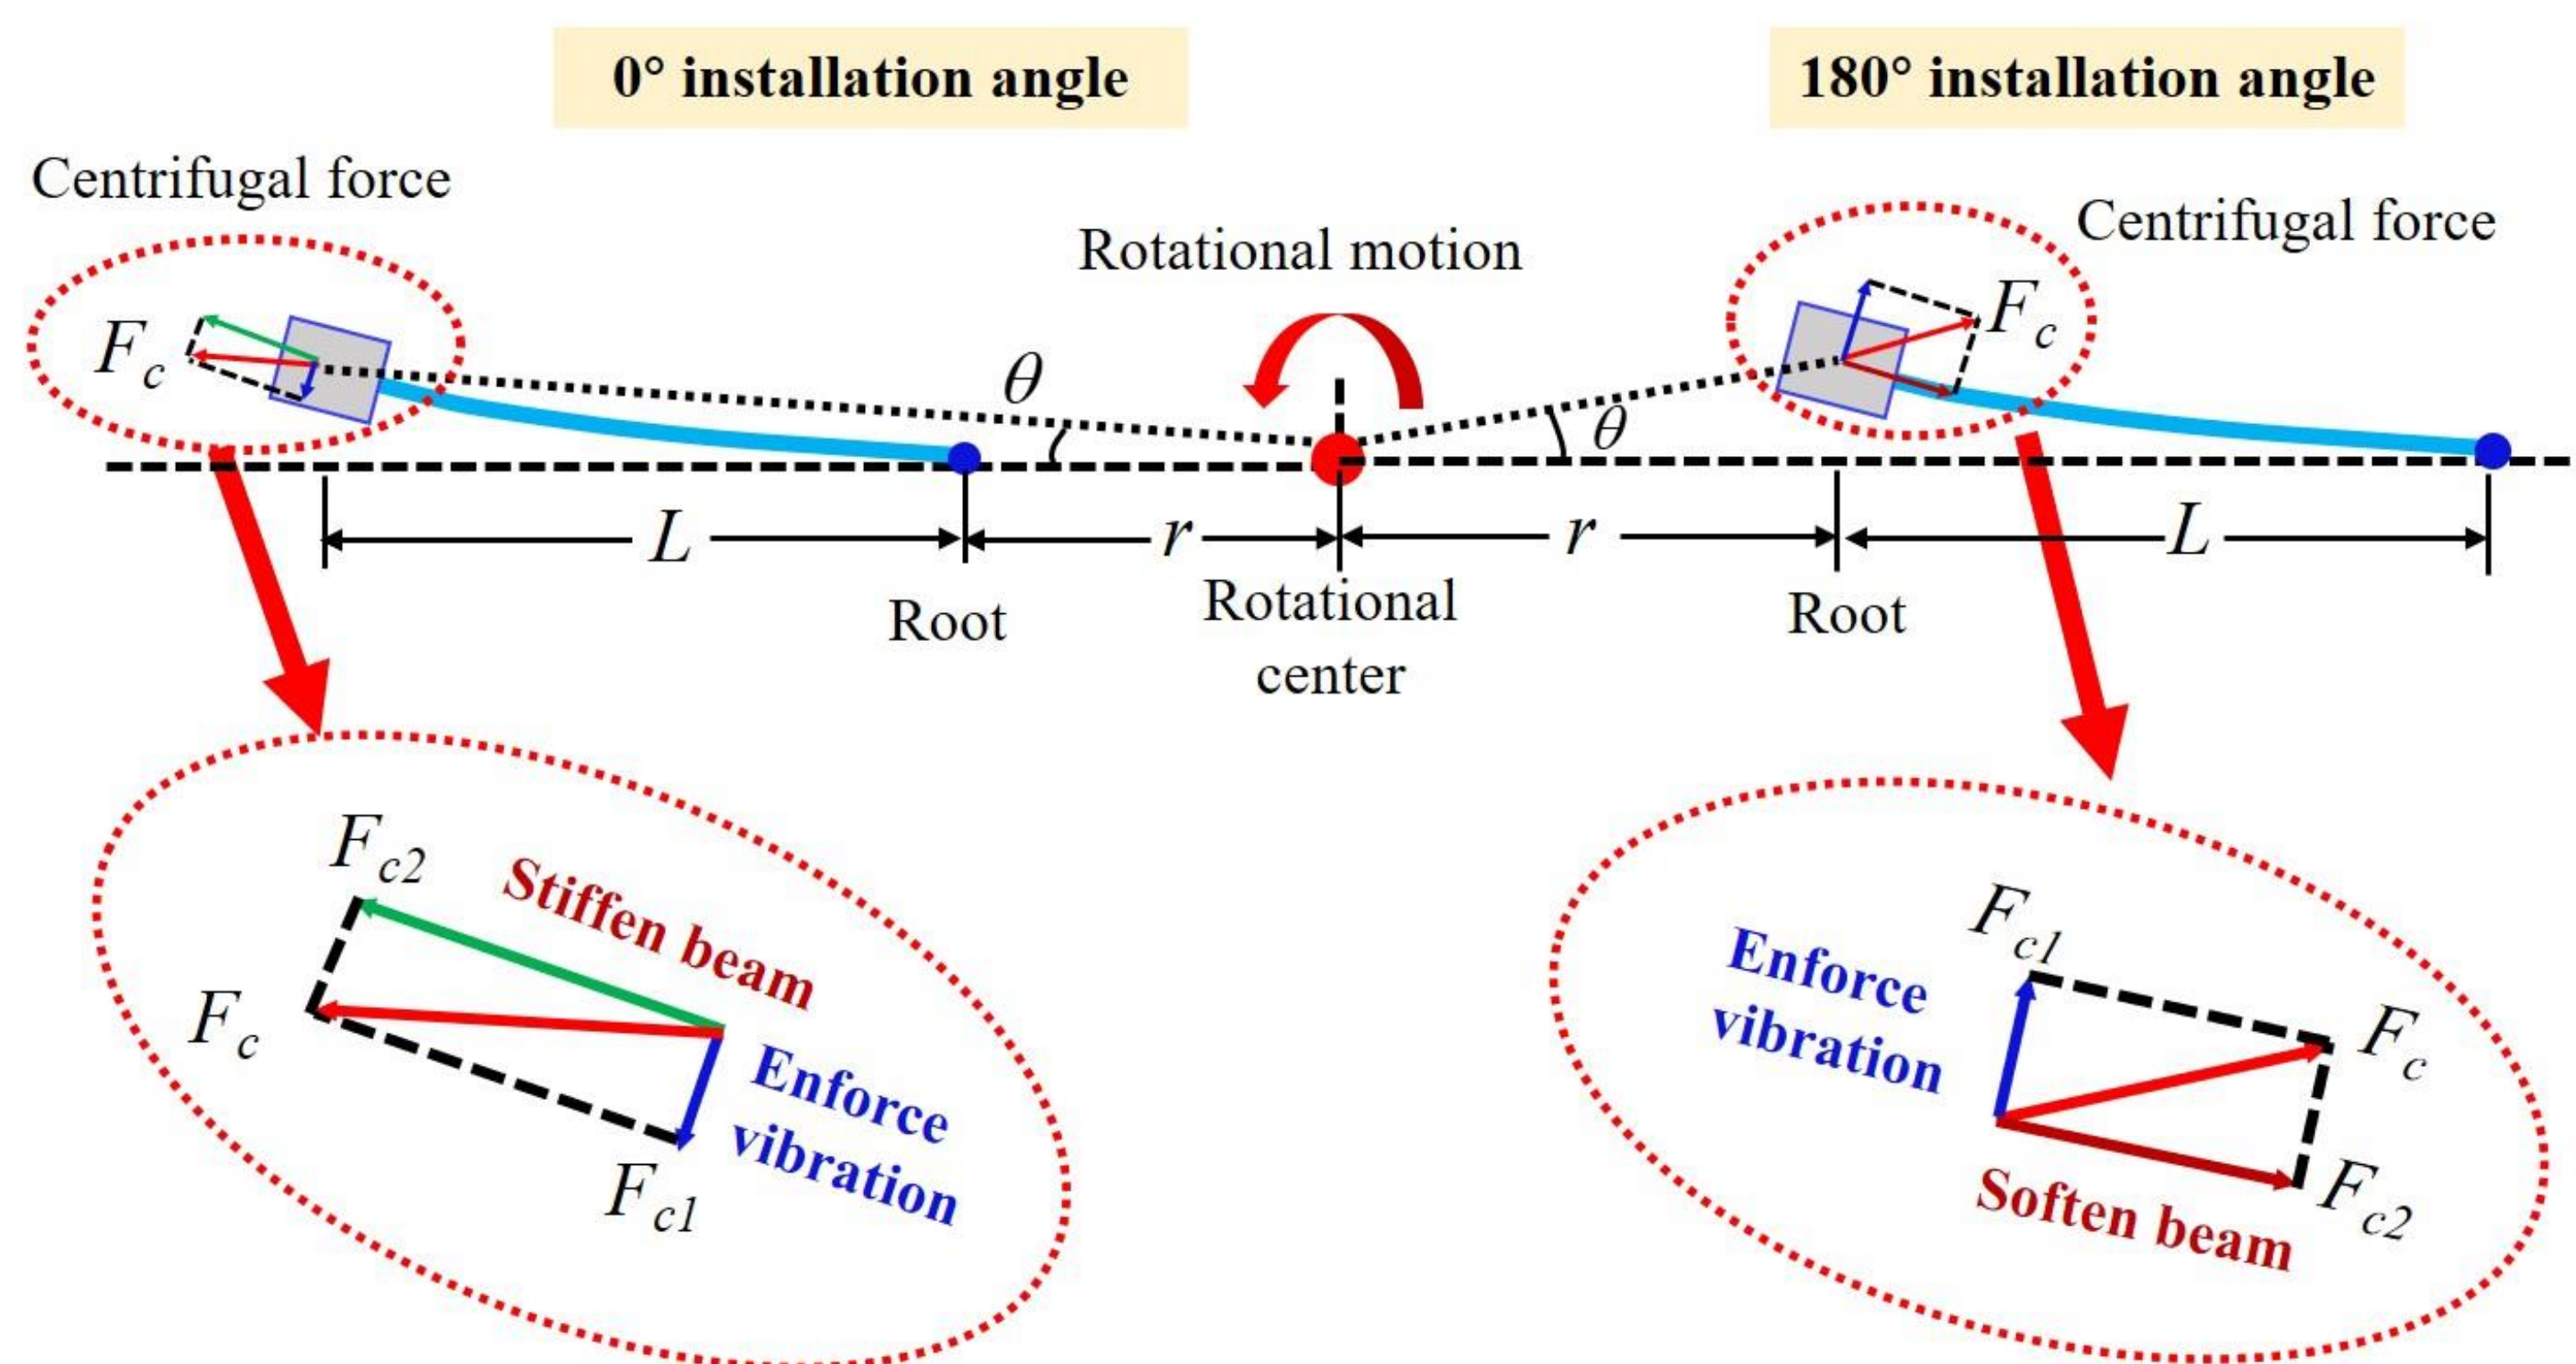 0° installation angle
180° installation angle
Centrifugal force
Centrifugal force
Rotational motion
F_c
θ
θ
F_c
L
r
r
L
Root
Rotational
center
Root
F_c2
Stiffen beam
F_c
Enforce
vibration
F_c1
F_c1
Enforce
vibration
F_c
Soften beam
F_c2